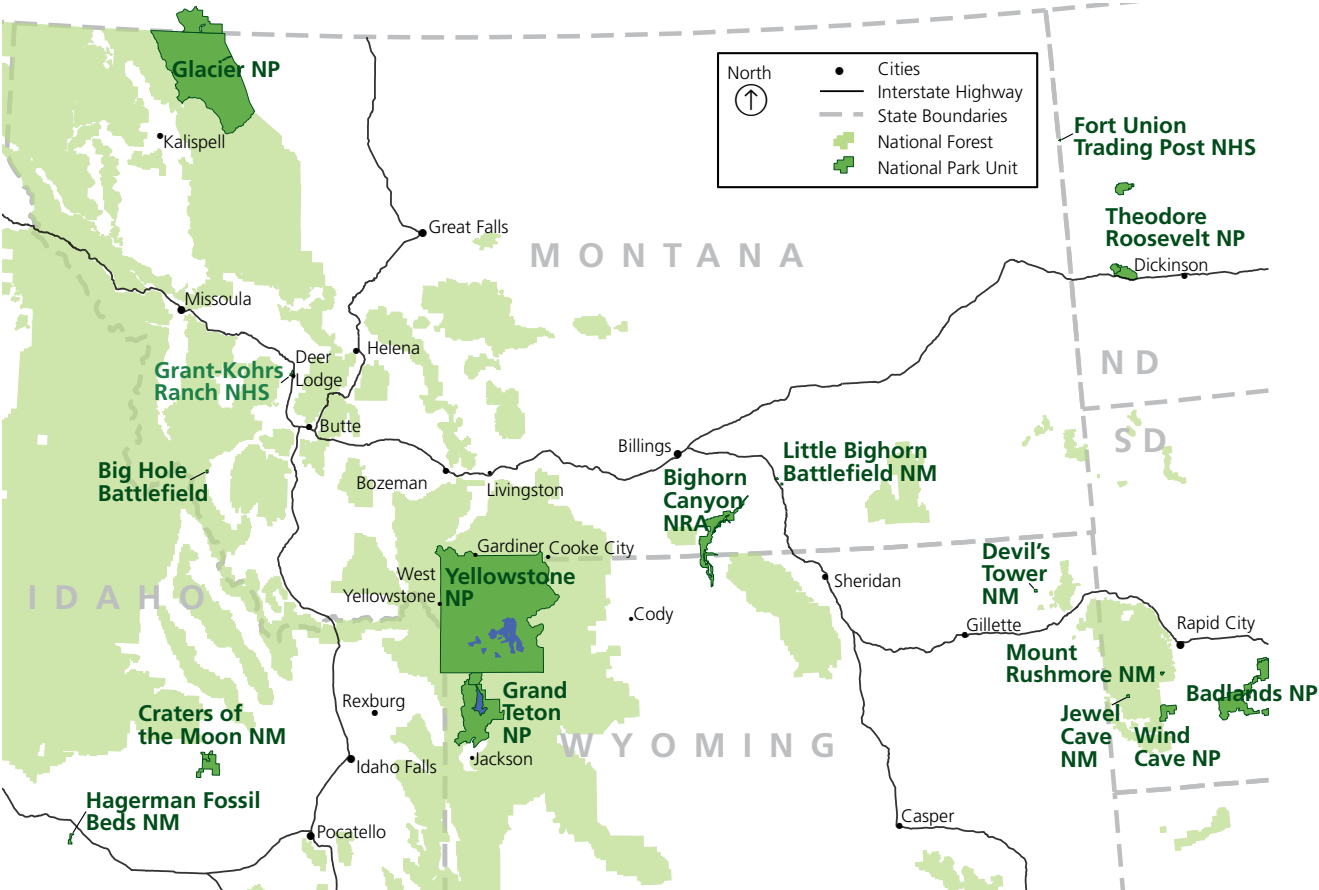 Glacier NP
Kalispell
North
Cities
Interstate Highway
State Boundaries
National Forest
National Park Unit
Fort Union
Trading Post NHS
Theodore
Roosevelt NP
Dickinson
Great Falls
MONTANA
Missoula
Helena
Deer
Lodge
Grant-Kohrs
Ranch NHS
ND
SD
Butte
Billings
Little Bighorn
Battlefield NM
Big Hole
Battlefield
Bozeman
Livingston
Bighorn
Canyon
NRA
Gardiner
Cooke City
West
Yellowstone
Yellowstone
NP
Devil's
Tower
NM
Sheridan
IDAHO
Cody
Gillette
Rapid City
Mount
Rushmore NM
Badlands NP
Jewel
Cave
NM
Wind
Cave NP
Grand
Teton
NP
Rexburg
Craters of
the Moon NM
WYOMING
Jackson
Idaho Falls
Hagerman Fossil
Beds NM
Pocatello
Casper